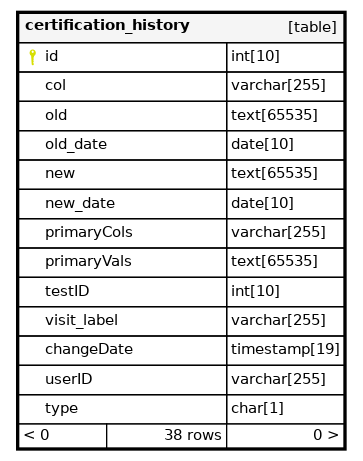 certification_history [table]
id int[10]
col varchar[255]
old text[65535]
old_date date[10]
new text[65535]
new_date date[10]
primaryCols varchar[255]
primaryVals text[65535]
testID int[10]
visit_label varchar[255]
changeDate timestamp[19]
userID varchar[255]
type char[1]
< 0 38 rows 0 >